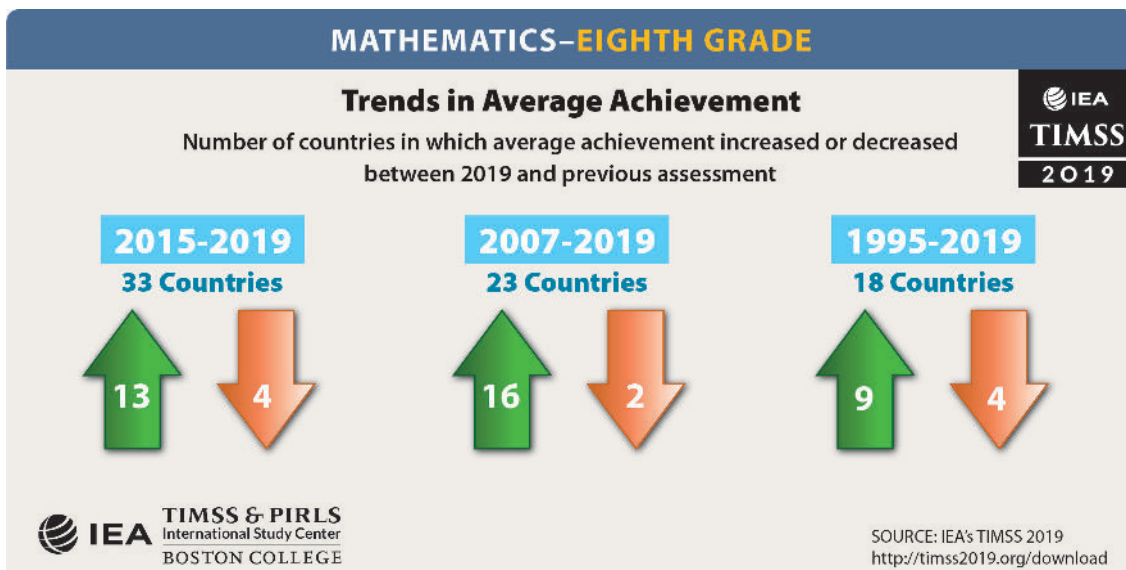 MATHEMATICS–EIGHTH GRADE
Trends in Average Achievement
Number of countries in which average achievement increased or decreased
between 2019 and previous assessment
IEA
TIMSS
2019
2015-2019
33 Countries
13
4
2007-2019
23 Countries
16
2
1995-2019
18 Countries
9
4
IEA
TIMSS & PIRLS
International Study Center
BOSTON COLLEGE
SOURCE: IEA's TIMSS 2019
http://timss2019.org/download